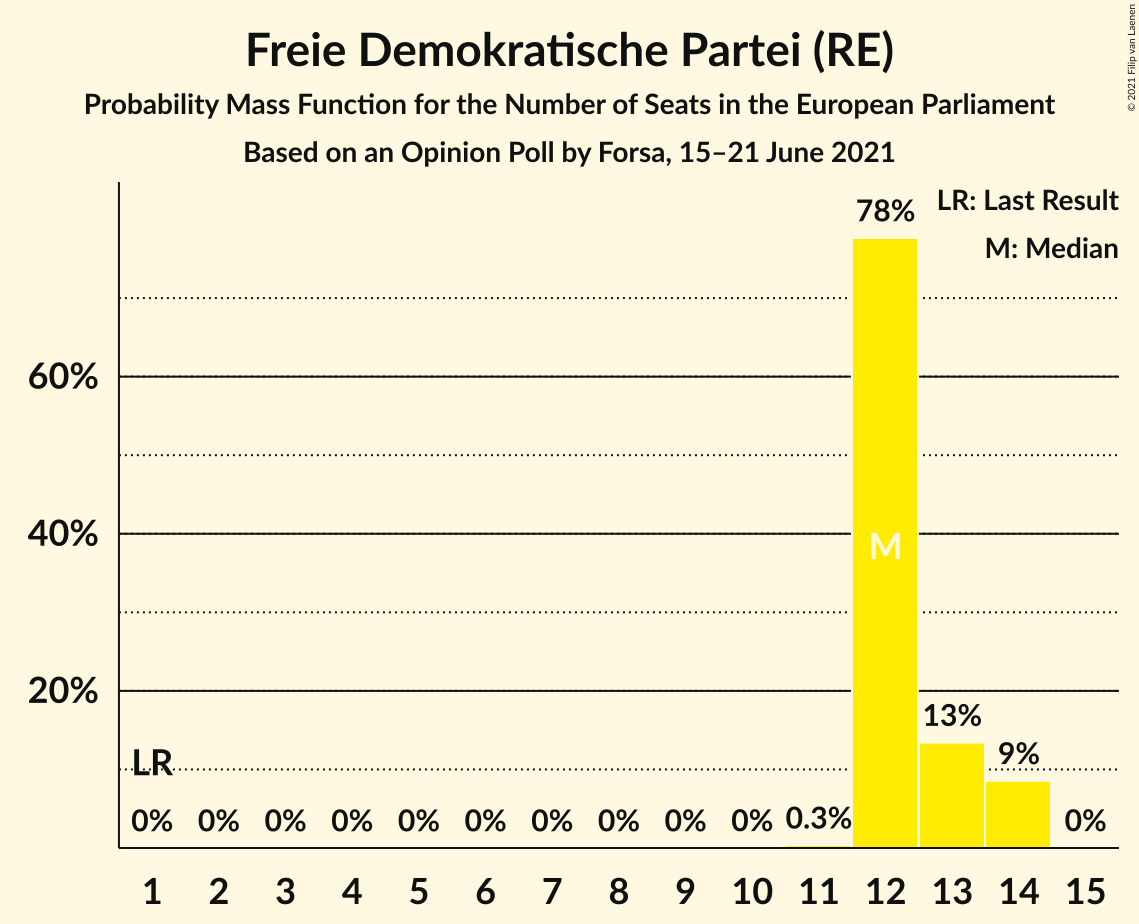 Freie Demokratische Partei (RE)
Probability Mass Function for the Number of Seats in the European Parliament
Based on an Opinion Poll by Forsa, 15–21 June 2021
© 2021 Filip van Laenen
LR: Last Result
M: Median
78%
60%
40%
M
20%
13%
9%
LR
0% 0% 0% 0% 0% 0% 0% 0% 0% 0% 0.3% 0%
1 2 3 4 5 6 7 8 9 10 11 12 13 14 15